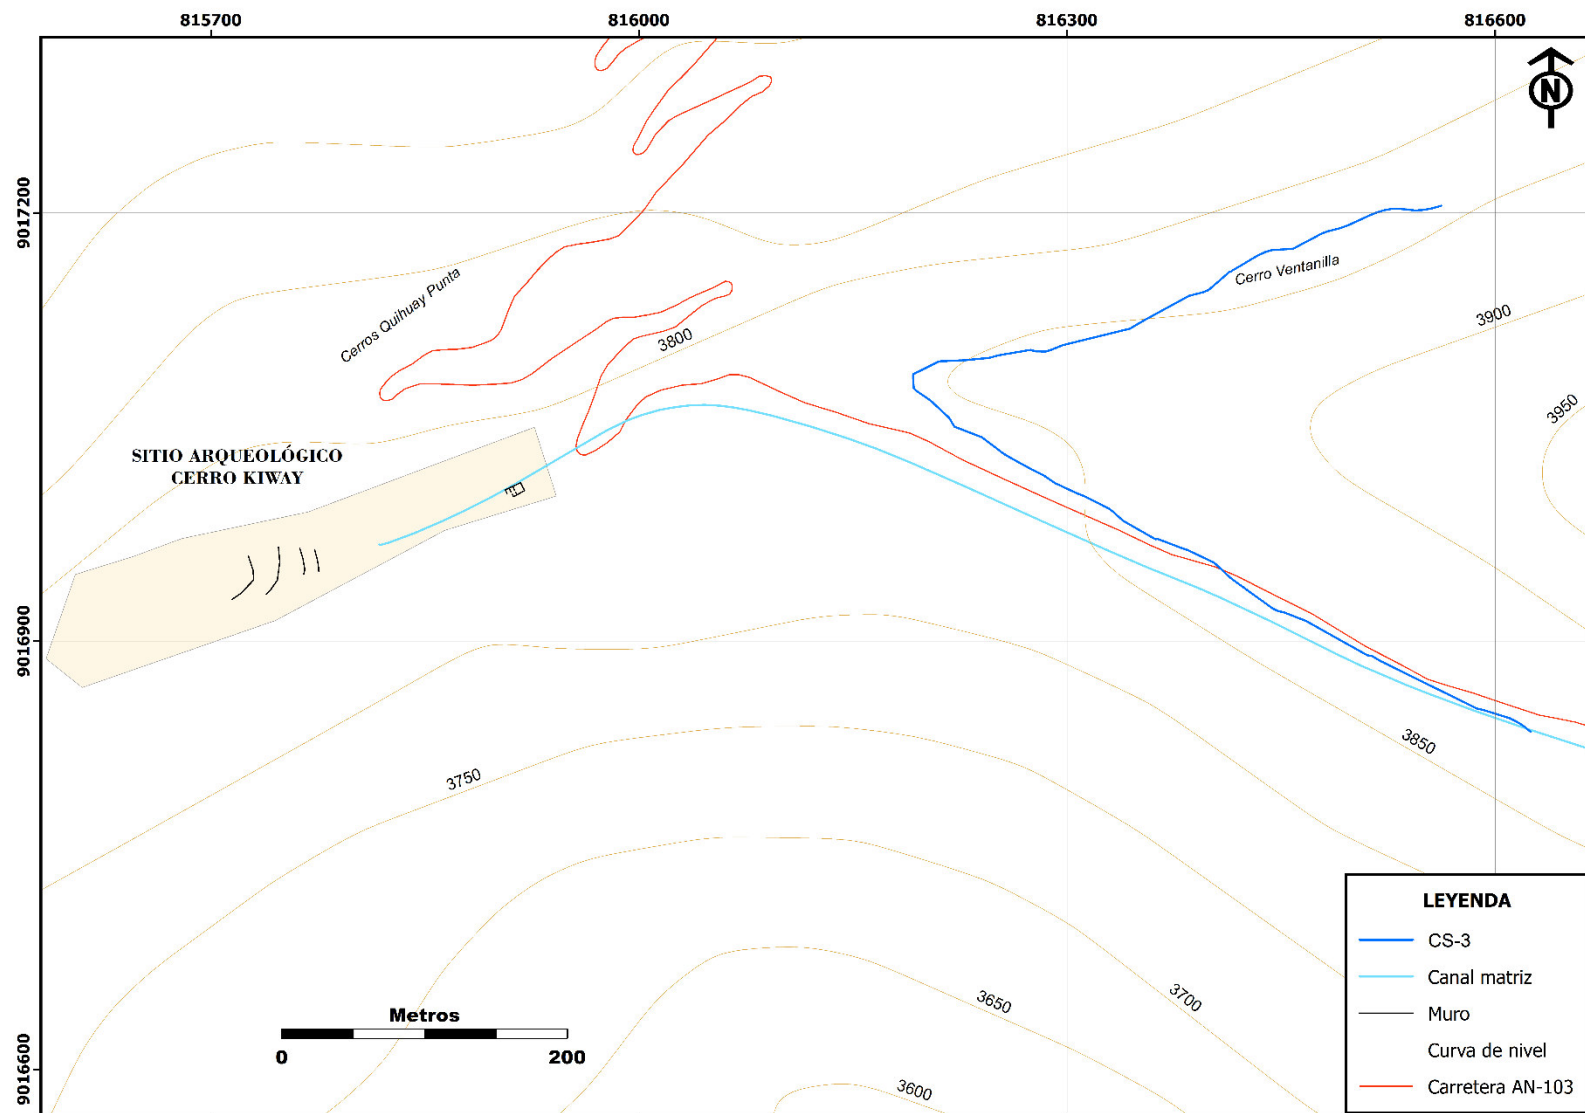 815700
816000
816300
816600
N
9017200
9016900
9016600
Cerros Quihuay Punta
Cerro Ventanilla
3800
3900
3950
SITIO ARQUEOLÓGICO
CERRO KIWAY
3850
3750
3700
3650
3600
Metros
0
200
LEYENDA
CS-3
Canal matriz
Muro
Curva de nivel
Carretera AN-103